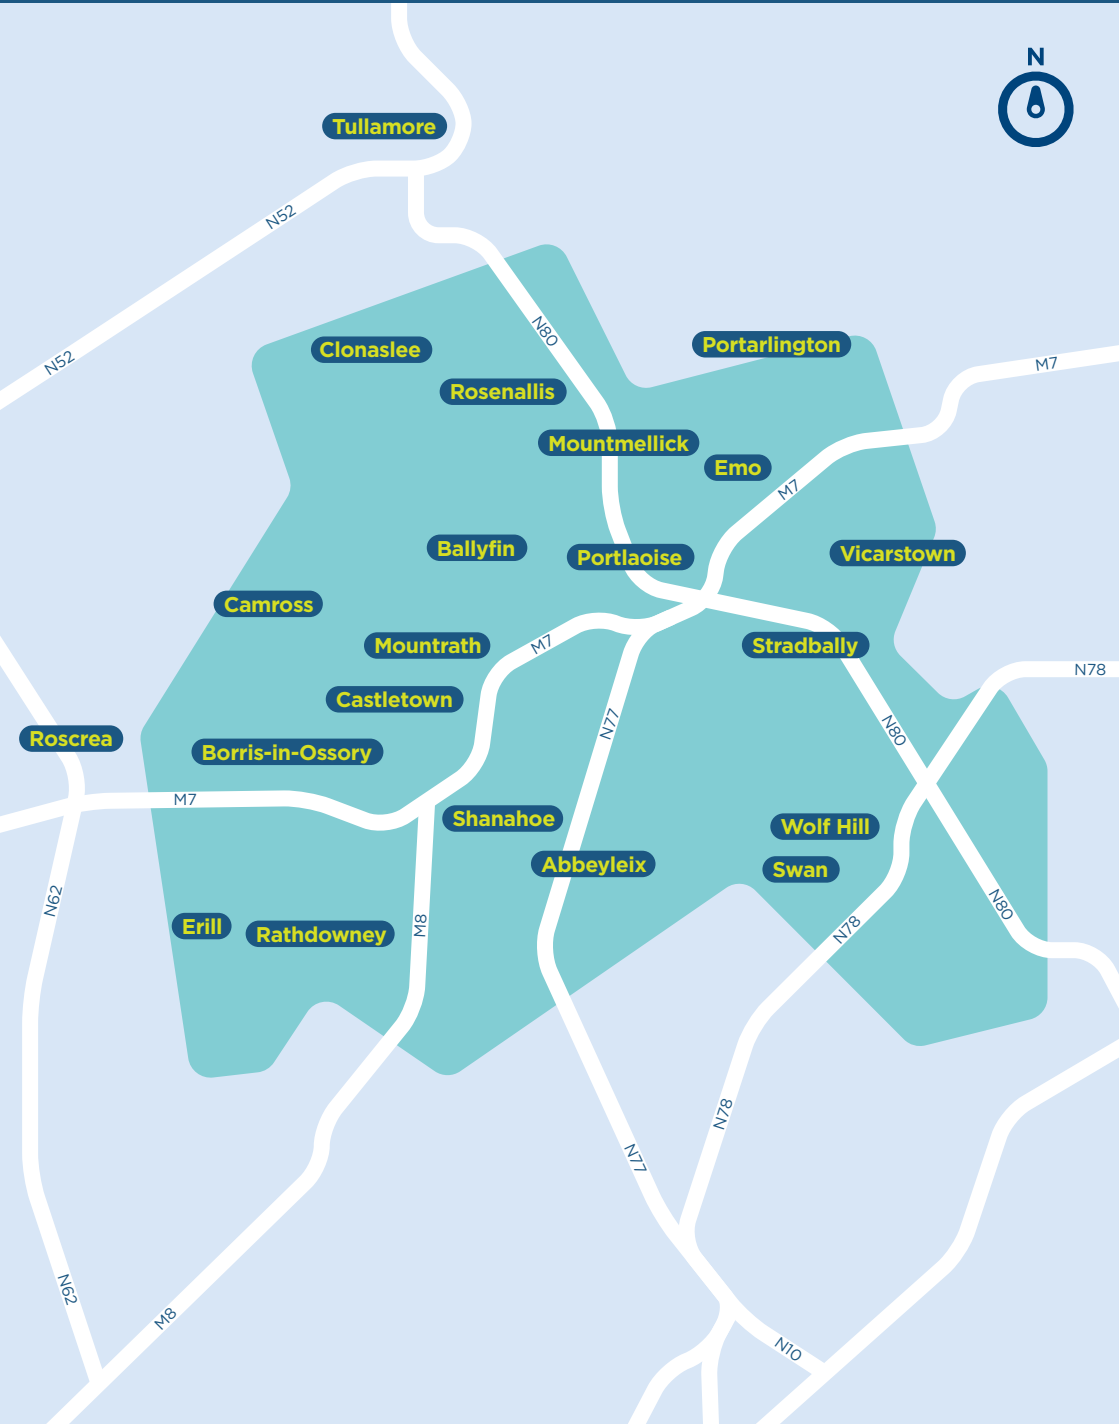 N
Tullamore
N52
N80
Clonaslee
Portarlington
N52
M7
Rosenallis
Mountmellick
Emo
M7
Ballyfin
Portlaoise
Vicarstown
Camross
Mountrath
M7
Stradbally
N78
Castletown
N77
N80
Roscrea
Borris-in-Ossory
M7
Shanahoe
Wolf Hill
Abbeyleix
Swan
N62
N80
Erill
Rathdowney
M8
N78
N78
N77
N62
M8
N10